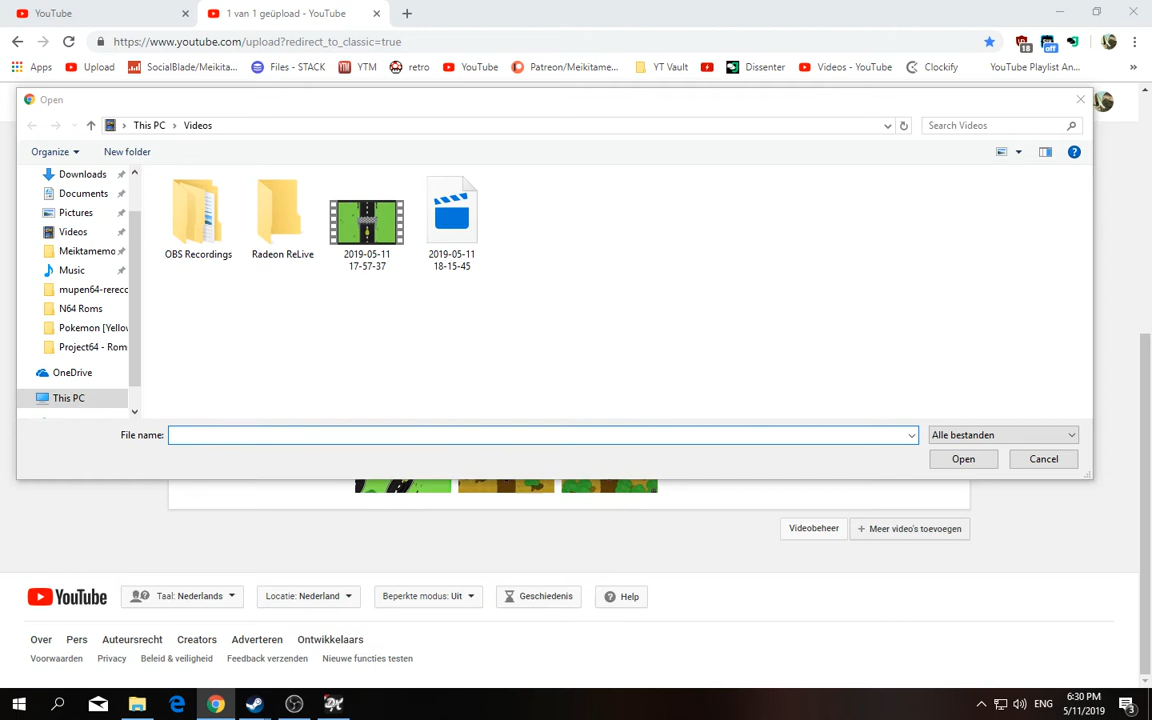 YouTube
1 van 1 geüpload - YouTube
https://www.youtube.com/upload?redirect_to_classic=true
18
off
Apps
Upload
SocialBlade/Meikita...
Files - STACK
YTM
retro
YouTube
Patreon/Meikitame...
YT Vault
Dissenter
Videos - YouTube
Clockify
YouTube Playlist An...
»
Open
This PC
Videos
Search Videos
Organize
New folder
Downloads
Documents
Pictures
Videos
Meiktamemo
Music
mupen64-rerecc
N64 Roms
Pokemon [Yellov
Project64 - Rom
OneDrive
This PC
OBS Recordings
Radeon ReLive
2019-05-11
17-57-37
2019-05-11
18-15-45
File name:
Alle bestanden
Open
Cancel
Videobeheer
+ Meer video's toevoegen
YouTube
Taal: Nederlands
Locatie: Nederland
Beperkte modus: Uit
Geschiedenis
Help
Over
Pers
Auteursrecht
Creators
Adverteren
Ontwikkelaars
Voorwaarden
Privacy
Beleid & veiligheid
Feedback verzenden
Nieuwe functies testen
ENG
6:30 PM
5/11/2019
3